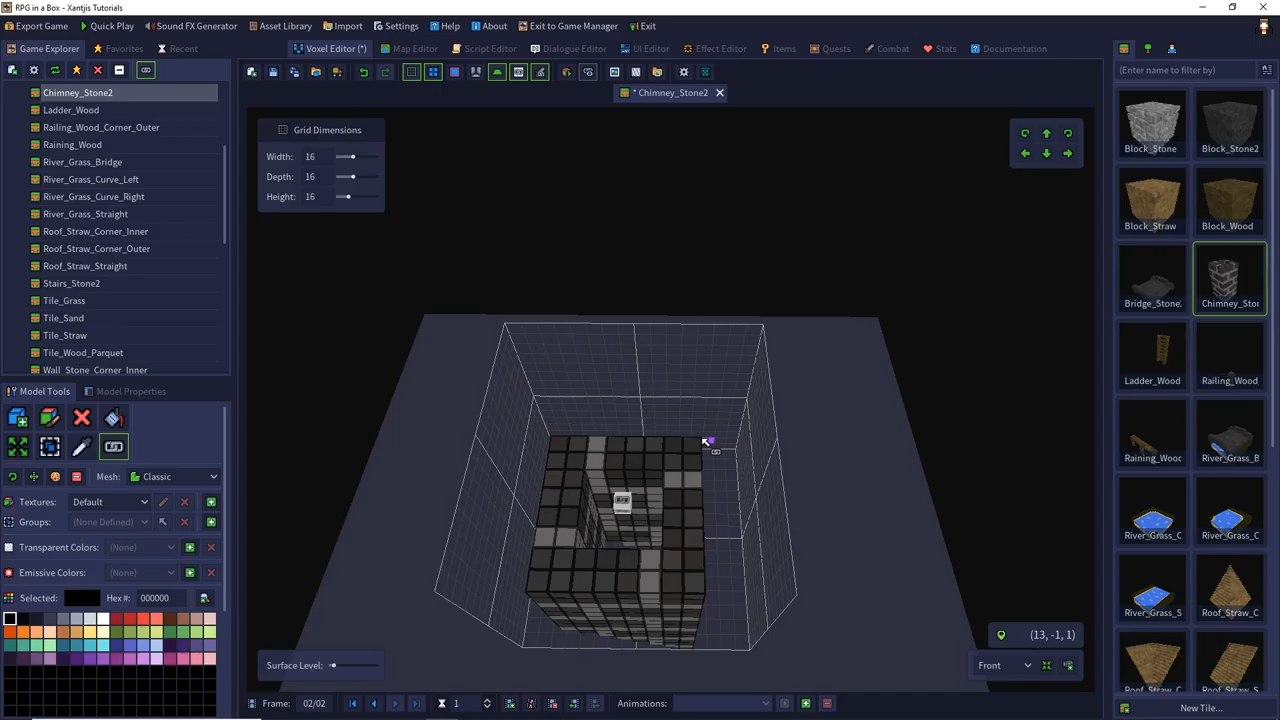 RPG in a Box - Xantjis Tutorials
Export Game Quick Play Sound FX Generator Asset Library Import Settings Help About Exit to Game Manager Exit
Game Explorer Favorites Recent
Voxel Editor (*) Map Editor Script Editor Dialogue Editor UI Editor Effect Editor Items Quests Combat Stats Documentation
(Enter name to filter by)
* Chimney_Stone2
Chimney_Stone2
Ladder_Wood
Railing_Wood_Corner_Outer
Raining_Wood
River_Grass_Bridge
River_Grass_Curve_Left
River_Grass_Curve_Right
River_Grass_Straight
Roof_Straw_Corner_Inner
Roof_Straw_Corner_Outer
Roof_Straw_Straight
Stairs_Stone2
Tile_Grass
Tile_Sand
Tile_Straw
Tile_Wood_Parquet
Wall_Stone_Corner_Inner
Grid Dimensions
Width: 16
Depth: 16
Height: 16
Block_Stone Block_Stone2
Block_Straw Block_Wood
Bridge_Stone. Chimney_Stor
Ladder_Wood Railing_Wood
Raining_Wooc River_Grass_B
River_Grass_C River_Grass_C
River_Grass_S Roof_Straw_C
Roof_Straw_C Roof_Straw_S
New Tile...
Model Tools Model Properties
Mesh: Classic
Textures: Default
Groups: (None Defined)
Transparent Colors: (None)
Emissive Colors: (None)
Selected: Hex #: 000000
(13, -1, 1)
Surface Level:
Front
Frame: 02/02 1 Animations: